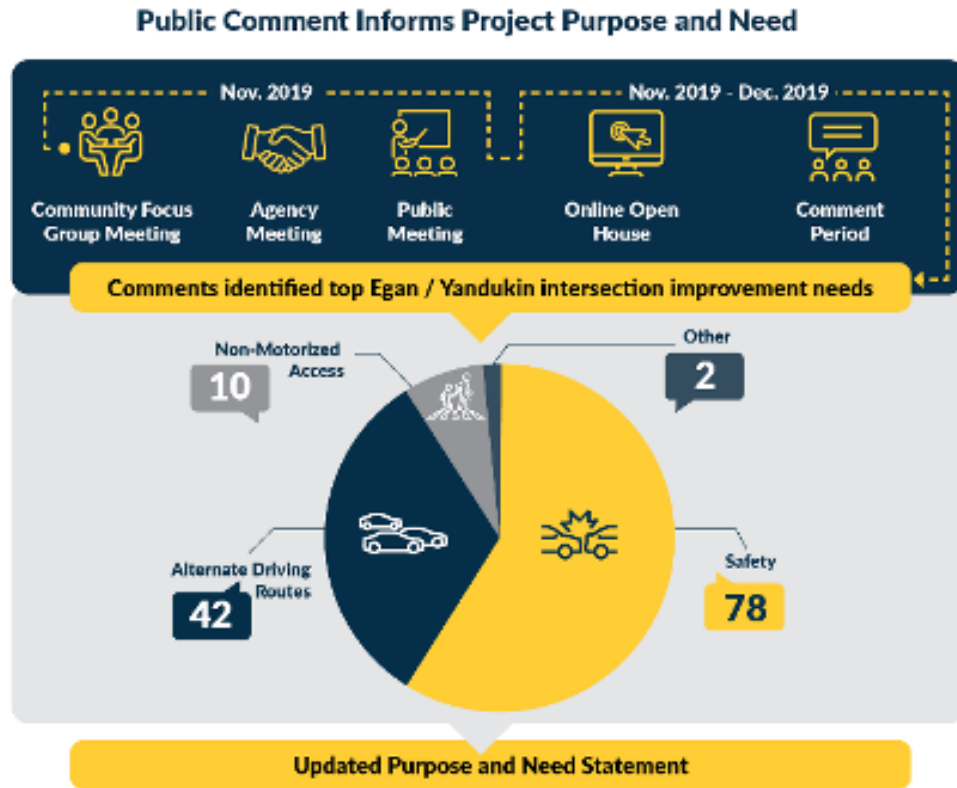 Public Comment Informs Project Purpose and Need
Nov. 2019
Nov. 2019 - Dec. 2019
Community Focus
Group Meeting
Agency
Meeting
Public
Meeting
Online Open
House
Comment
Period
Comments identified top Egan / Yandukin intersection improvement needs
Non-Motorized
Access
10
Other
2
Alternate Driving
Routes
42
Safety
78
Updated Purpose and Need Statement